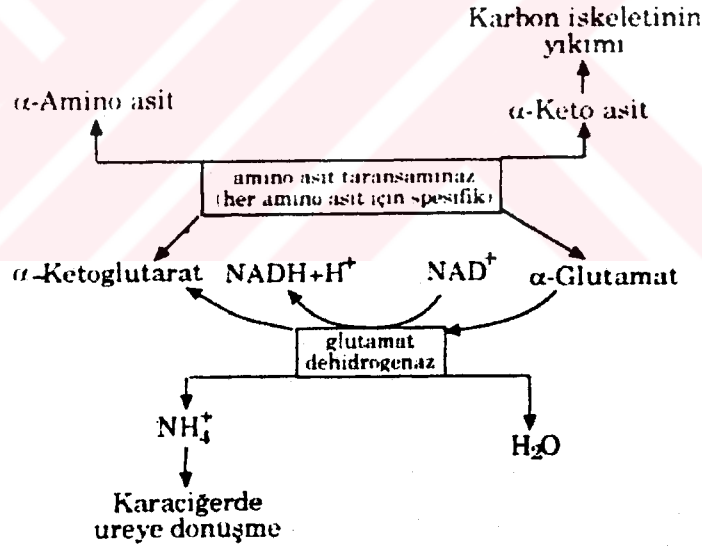 Karbon iskeletinin
yıkımı
α-Amino asit
α-Keto asit
amino asit taransaminaz
(her amino asit için spesifik)
α-Ketoglutarat NADH+H⁺ NAD⁺ α-Glutamat
glutamat
dehidrogenaz
NH₄⁺
H₂O
Karaciğerde
ureye donuşme